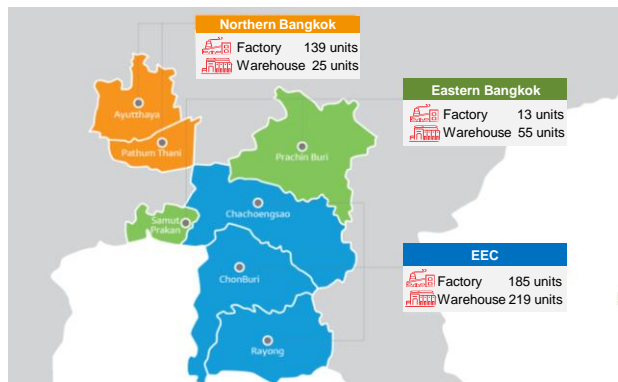 Northern Bangkok
Factory 139 units
Warehouse 25 units
Eastern Bangkok
Factory 13 units
Warehouse 55 units
Ayutthaya
Pathum Thani
Prachin Buri
Chachoengsao
Samut
Prakan
EEC
Factory 185 units
Warehouse 219 units
ChonBuri
Rayong